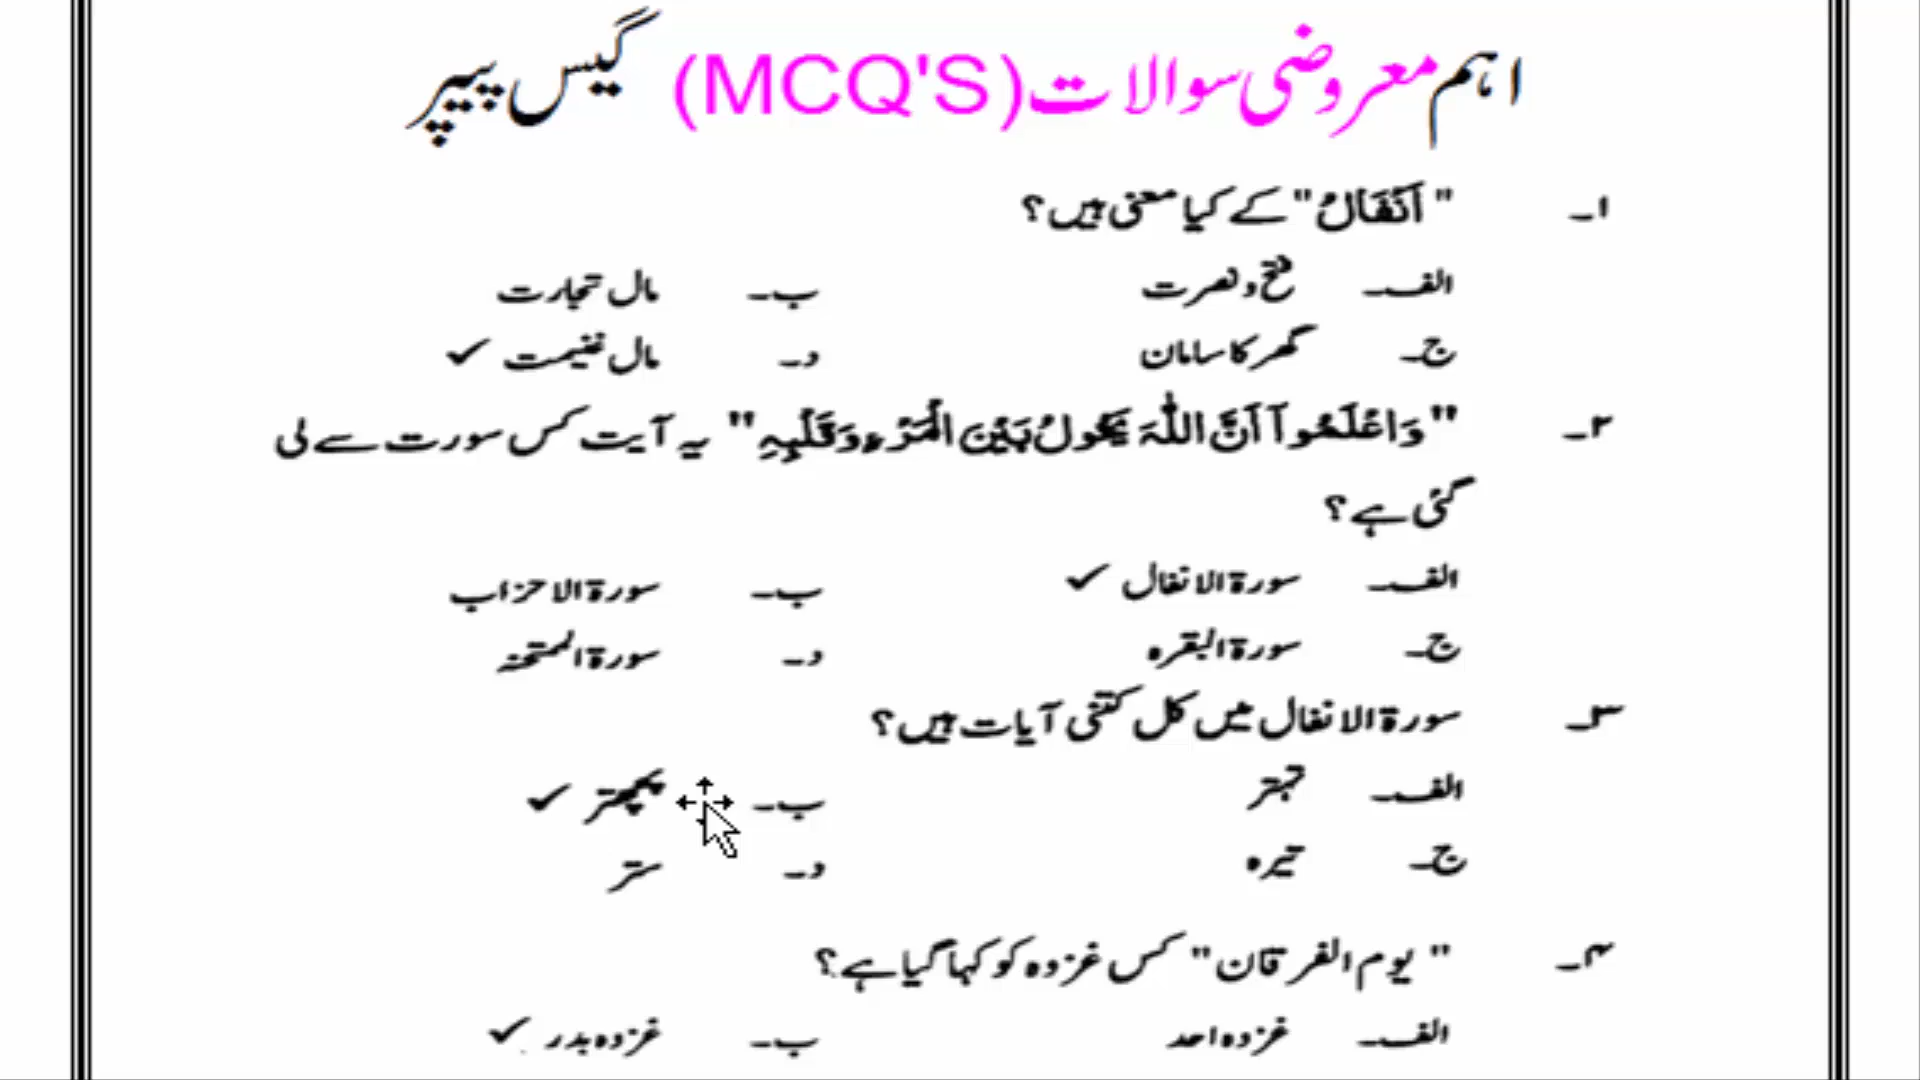 اہم معروضی سوالات (MCQ'S) گیس پیپر
۱۔ "اَنْفَالُ" کے کیا معنی ہیں؟
الف۔ فتح و نصرت ب۔ مال تجارت
ج۔ گھر کا سامان د۔ مال غنیمت ✓
۲۔ "وَاعْلَمُوْآ اَنَّ اللّٰہَ یَحُولُ بَیْنَ الْمَرْءِ وَقَلْبِہٖ" یہ آیت کس سورت سے لی
گئی ہے؟
الف۔ سورۃ الانفال ✓ ب۔ سورۃ الاحزاب
ج۔ سورۃ البقرہ د۔ سورۃ الممتحنہ
۳۔ سورۃ الانفال میں کل کتنی آیات ہیں؟
الف۔ تہتر ب۔ پچھتر ✓
ج۔ تیرہ د۔ ستر
۴۔ "یوم الفرقان" کس غزوہ کو کہا گیا ہے؟
الف۔ غزوہ احد ب۔ غزوہ بدر ✓